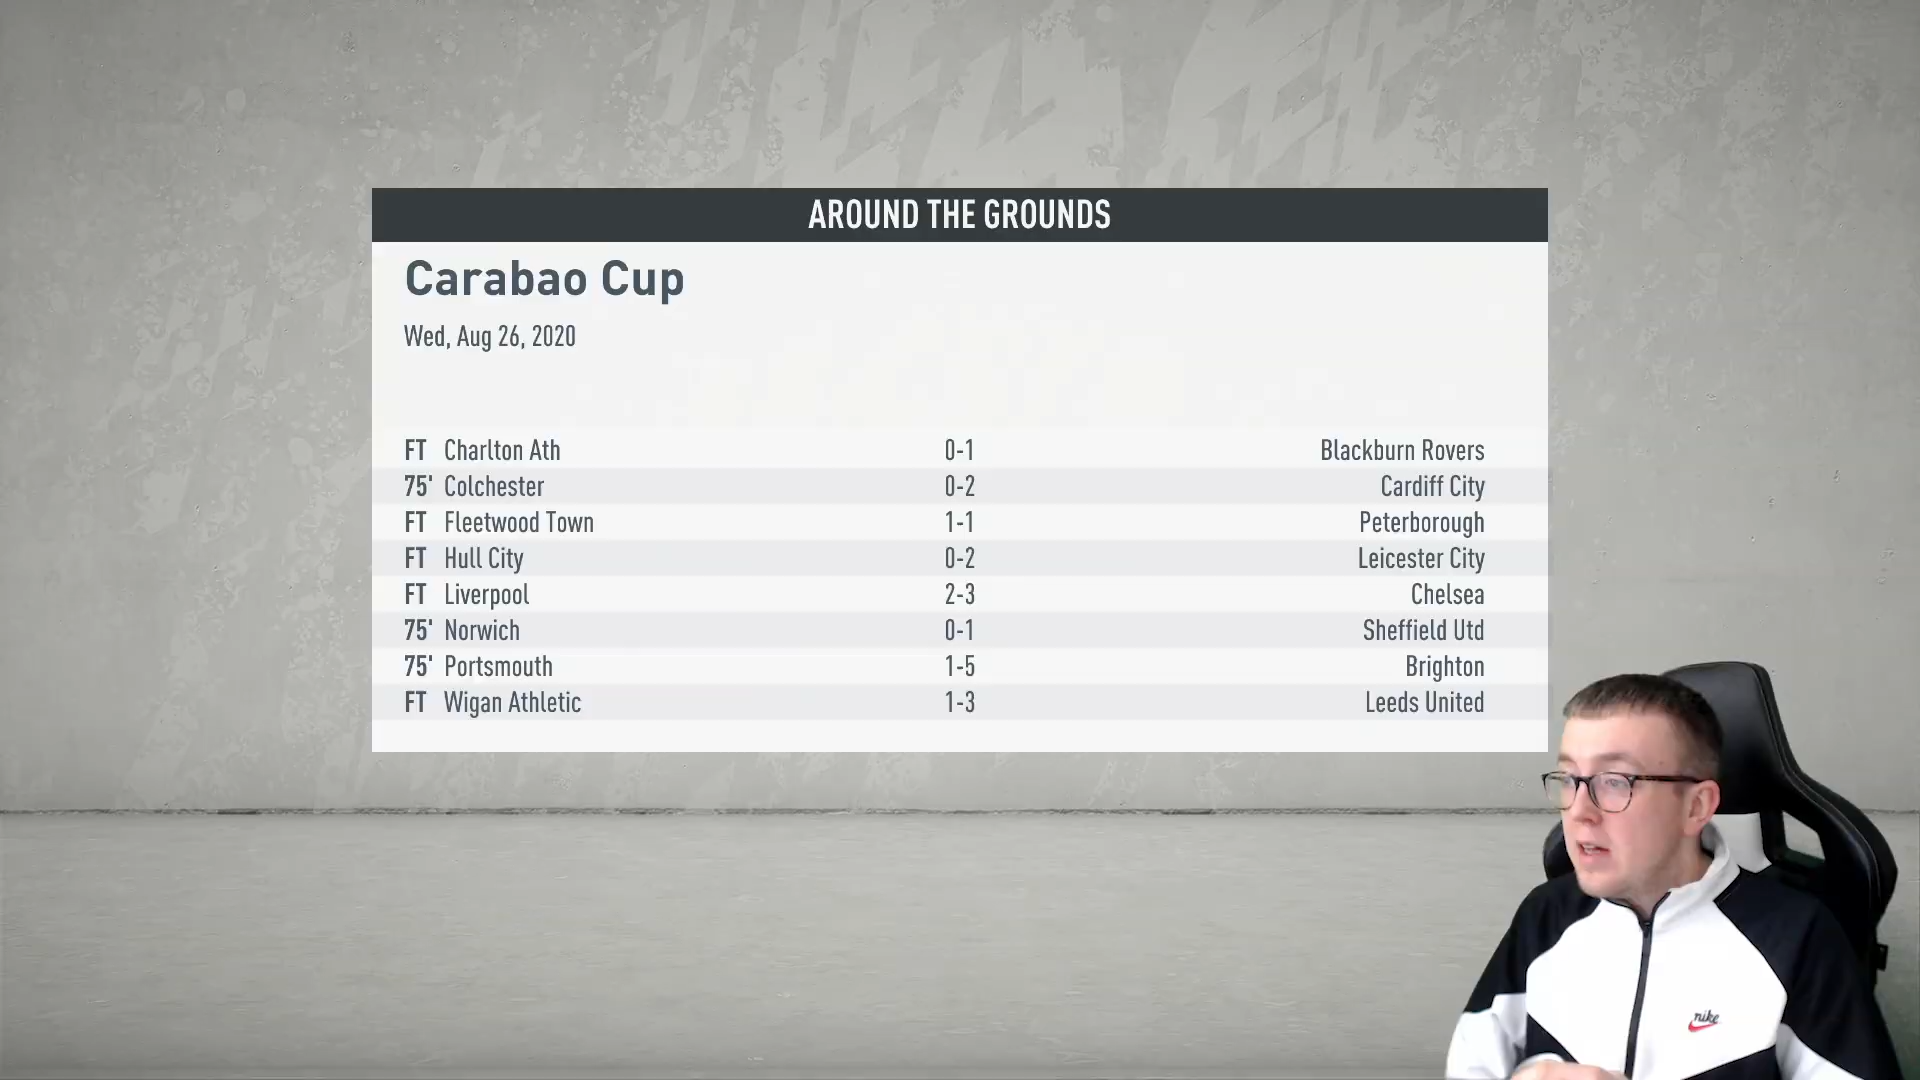 AROUND THE GROUNDS
Carabao Cup
Wed, Aug 26, 2020
FT Charlton Ath 0-1 Blackburn Rovers
75' Colchester 0-2 Cardiff City
FT Fleetwood Town 1-1 Peterborough
FT Hull City 0-2 Leicester City
FT Liverpool 2-3 Chelsea
75' Norwich 0-1 Sheffield Utd
75' Portsmouth 1-5 Brighton
FT Wigan Athletic 1-3 Leeds United
nike